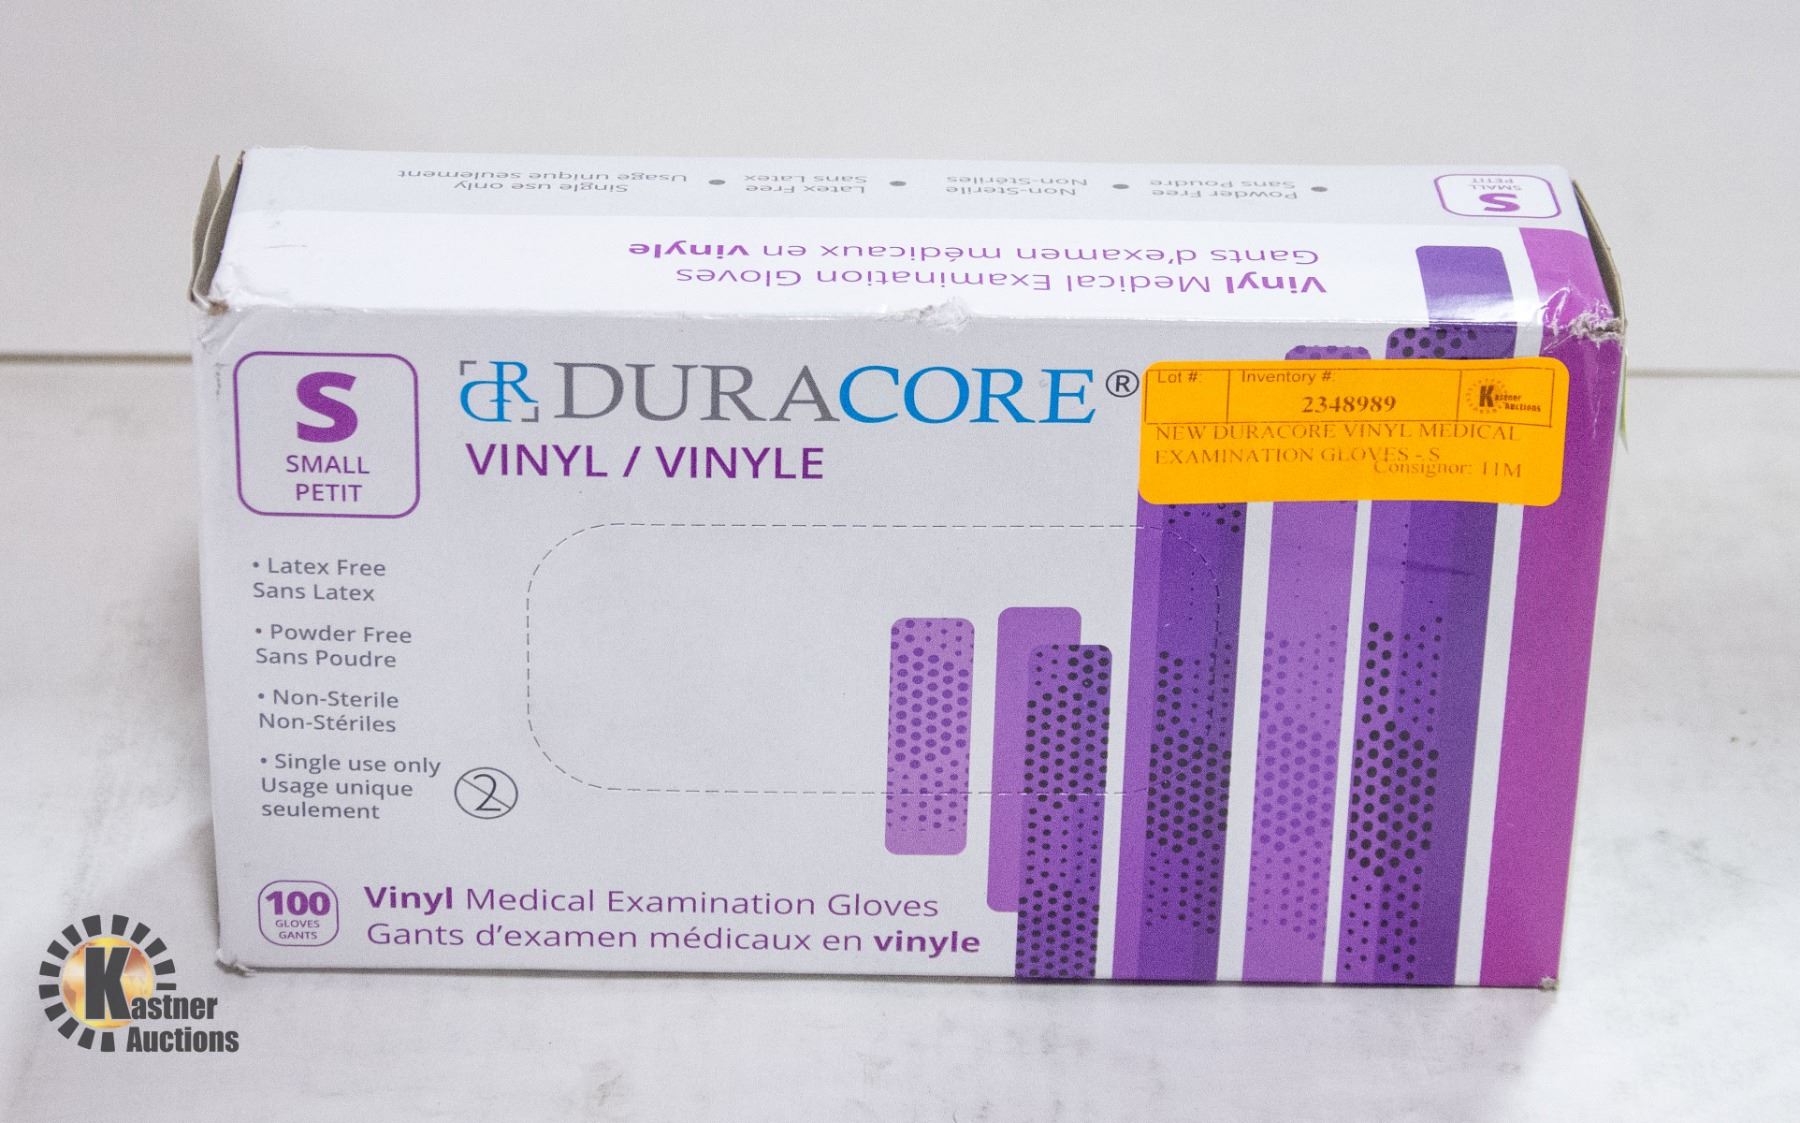 Single use only
Usage unique seulement
•
Latex Free
Sans Latex
•
Non-Sterile
Non-Stériles
•
Powder Free
Sans Poudre
•
S
SMALL
PETIT
Vinyl Medical Examination Gloves
Gants d'examen médicaux en vinyle
S
SMALL
PETIT
DURACORE®
VINYL / VINYLE
Lot #:
Inventory #:
2348989
Kastner
Auctions
NEW DURACORE VINYL MEDICAL
EXAMINATION GLOVES - S
Consignor: 11M
• Latex Free
Sans Latex
• Powder Free
Sans Poudre
• Non-Sterile
Non-Stériles
• Single use only
Usage unique
seulement
2
100
GLOVES
GANTS
Vinyl Medical Examination Gloves
Gants d'examen médicaux en vinyle
Kastner
Auctions